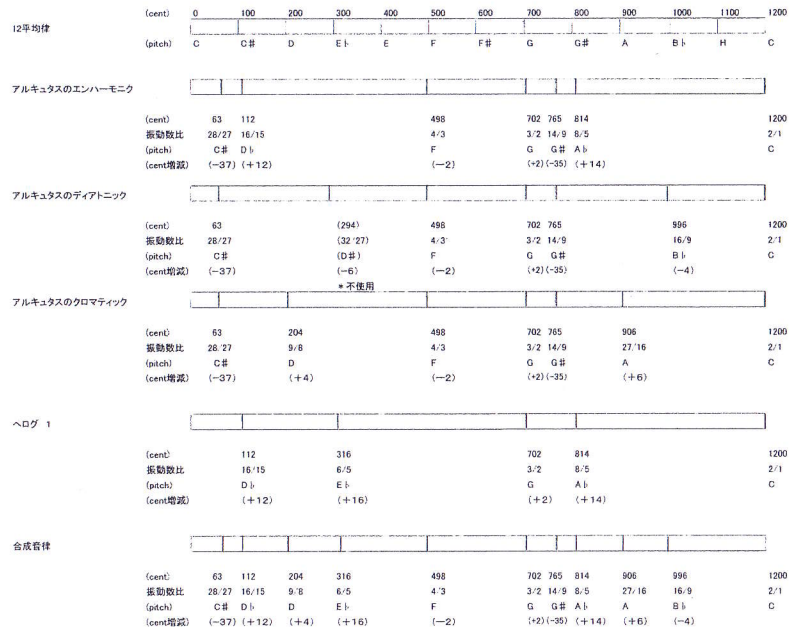 (cent) 0 100 200 300 400 500 600 700 800 900 1000 1100 1200
12平均律
(pitch) C C# D E♭ E F F# G G# A B♭ H C
アルキュタスのエンハーモニク
(cent) 63 112 498 702 765 814 1200
振動数比 28/27 16/15 4/3 3/2 14/9 8/5 2/1
(pitch) C# D♭ F G G# A♭ C
(cent増減) (-37) (+12) (-2) (+2) (-35) (+14)
アルキュタスのディアトニック
(cent) 63 (294) 498 702 765 996 1200
振動数比 28/27 (32/27) 4/3 3/2 14/9 16/9 2/1
(pitch) C# (D#) F G G# B♭ C
(cent増減) (-37) (-6) (-2) (+2) (-35) (-4)
*不使用
アルキュタスのクロマティック
(cent) 63 204 498 702 765 906 1200
振動数比 28/27 9/8 4/3 3/2 14/9 27/16 2/1
(pitch) C# D F G G# A C
(cent増減) (-37) (+4) (-2) (+2) (-35) (+6)
ペログ 1
(cent) 112 316 702 814 1200
振動数比 16/15 6/5 3/2 8/5 2/1
(pitch) D♭ E♭ G A♭ C
(cent増減) (+12) (+16) (+2) (+14)
合成音律
(cent) 63 112 204 316 498 702 765 814 906 996 1200
振動数比 28/27 16/15 9/8 6/5 4/3 3/2 14/9 8/5 27/16 16/9 2/1
(pitch) C# D♭ D E♭ F G G# A♭ A B♭ C
(cent増減) (-37) (+12) (+4) (+16) (-2) (+2) (-35) (+14) (+6) (-4)